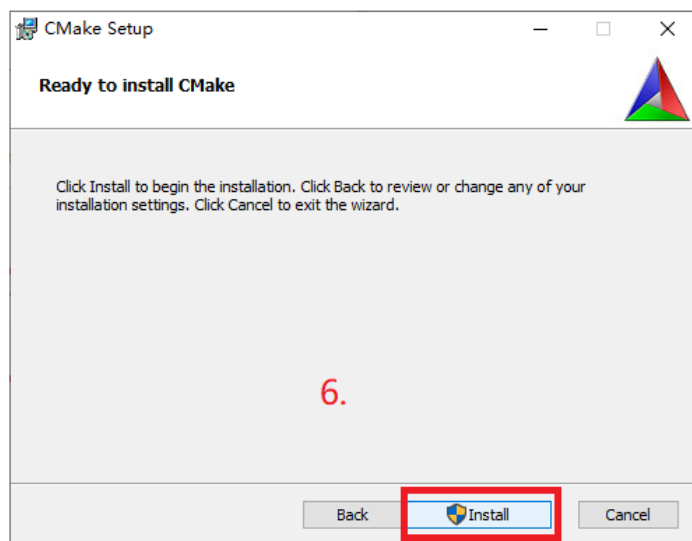 CMake Setup
Ready to install CMake
Click Install to begin the installation. Click Back to review or change any of your
installation settings. Click Cancel to exit the wizard.
6.
Back
Install
Cancel